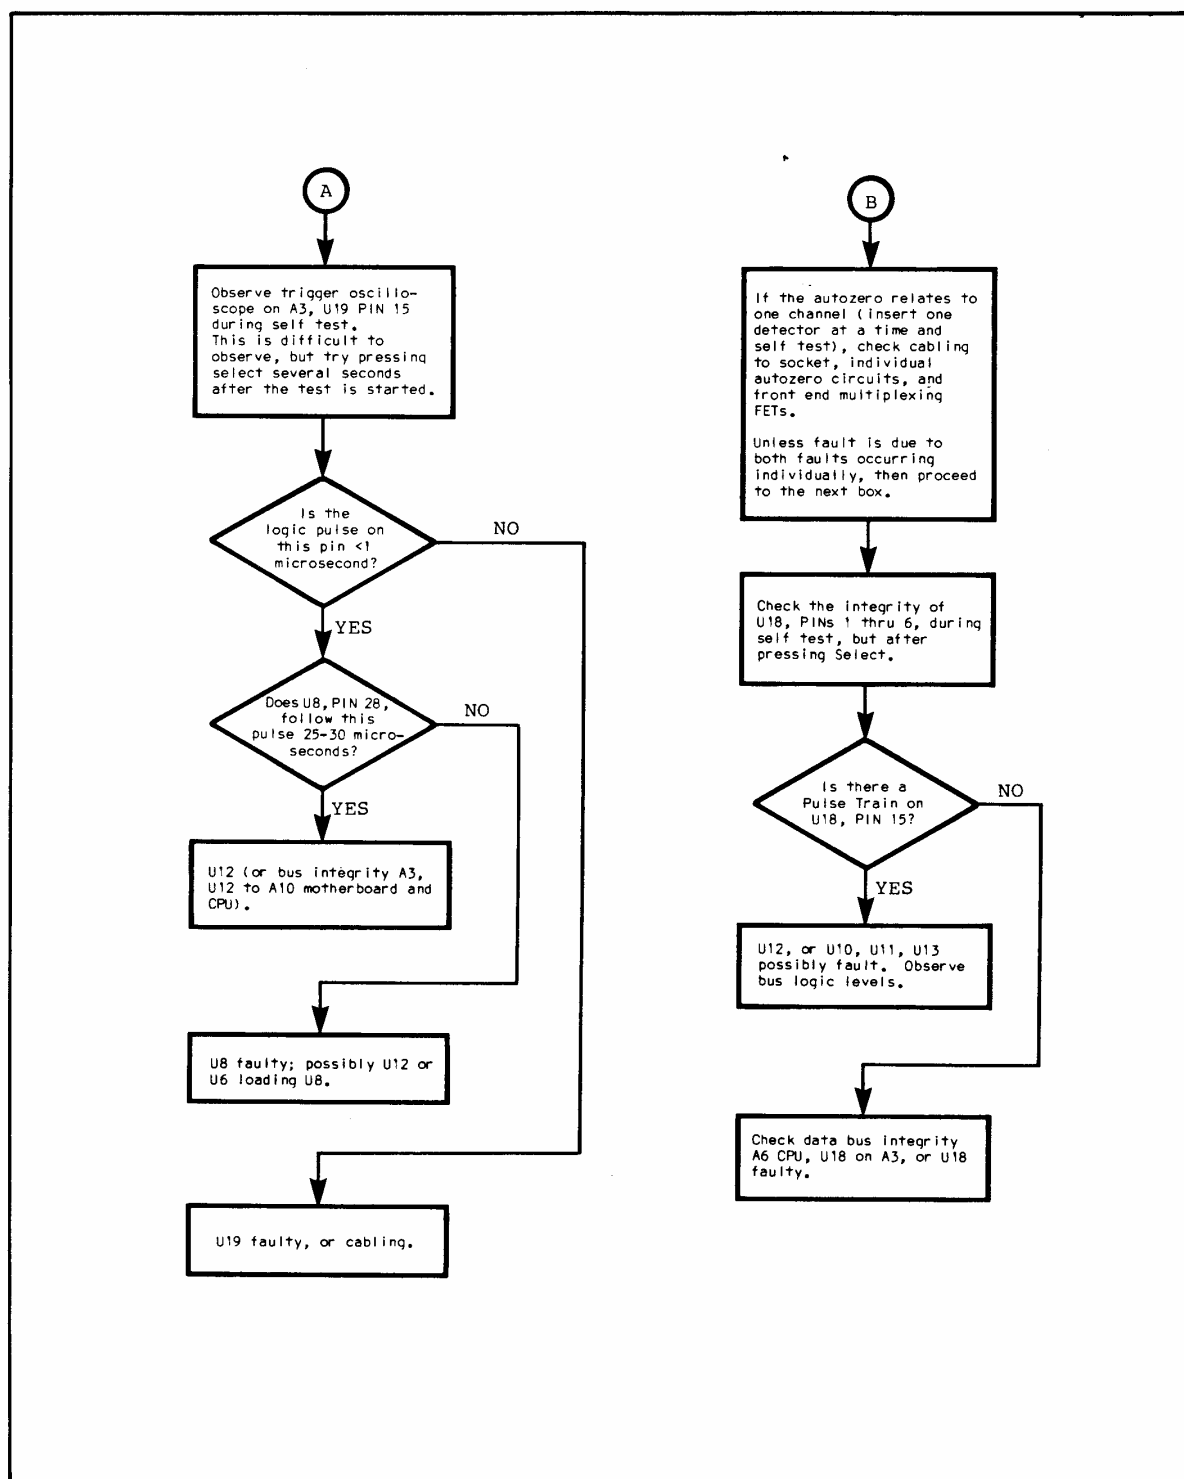 A
Observe trigger oscillo-
scope on A3, U19 PIN 15
during self test.
This is difficult to
observe, but try pressing
select several seconds
after the test is started.
Is the
logic pulse on
this pin <1
microsecond?
NO
YES
Does U8, PIN 28,
follow this
pulse 25-30 micro-
seconds?
NO
YES
U12 (or bus integrity A3,
U12 to A10 motherboard and
CPU).
U8 faulty; possibly U12 or
U6 loading U8.
U19 faulty, or cabling.
B
If the autozero relates to
one channel (insert one
detector at a time and
self test), check cabling
to socket, individual
autozero circuits, and
front end multiplexing
FETs.
Unless fault is due to
both faults occurring
individually, then proceed
to the next box.
Check the integrity of
U18, PINs 1 thru 6, during
self test, but after
pressing Select.
Is there a
Pulse Train on
U18, PIN 15?
NO
YES
U12, or U10, U11, U13
possibly fault. Observe
bus logic levels.
Check data bus integrity
A6 CPU, U18 on A3, or U18
faulty.